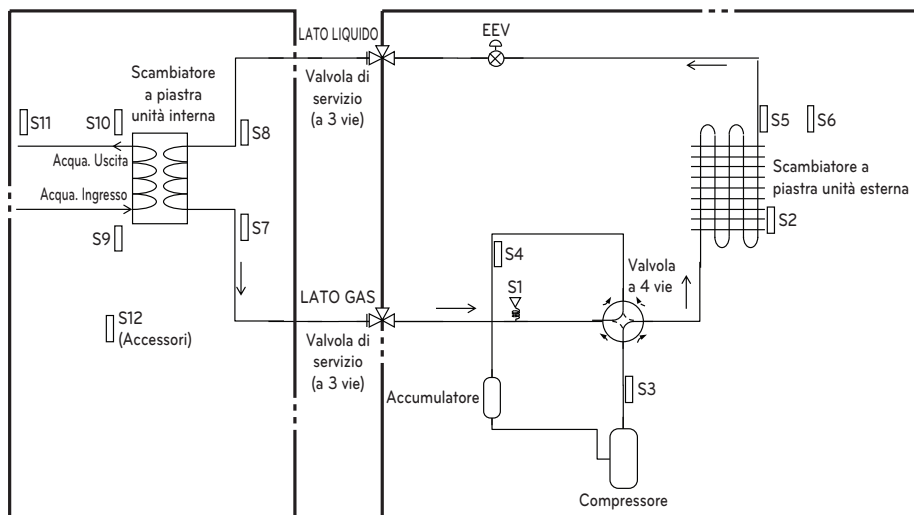 LATO LIQUIDO
EEV
Valvola di
servizio
(a 3 vie)
Scambiatore
a piastra
unità interna
S11
S10
S8
S5
S6
Acqua. Uscita
Scambiatore a
piastra unità esterna
Acqua. Ingresso
S9
S7
S2
S4
Valvola
a 4 vie
S1
LATO GAS
S12
(Accessori)
Valvola di
servizio
(a 3 vie)
Accumulatore
S3
Compressore